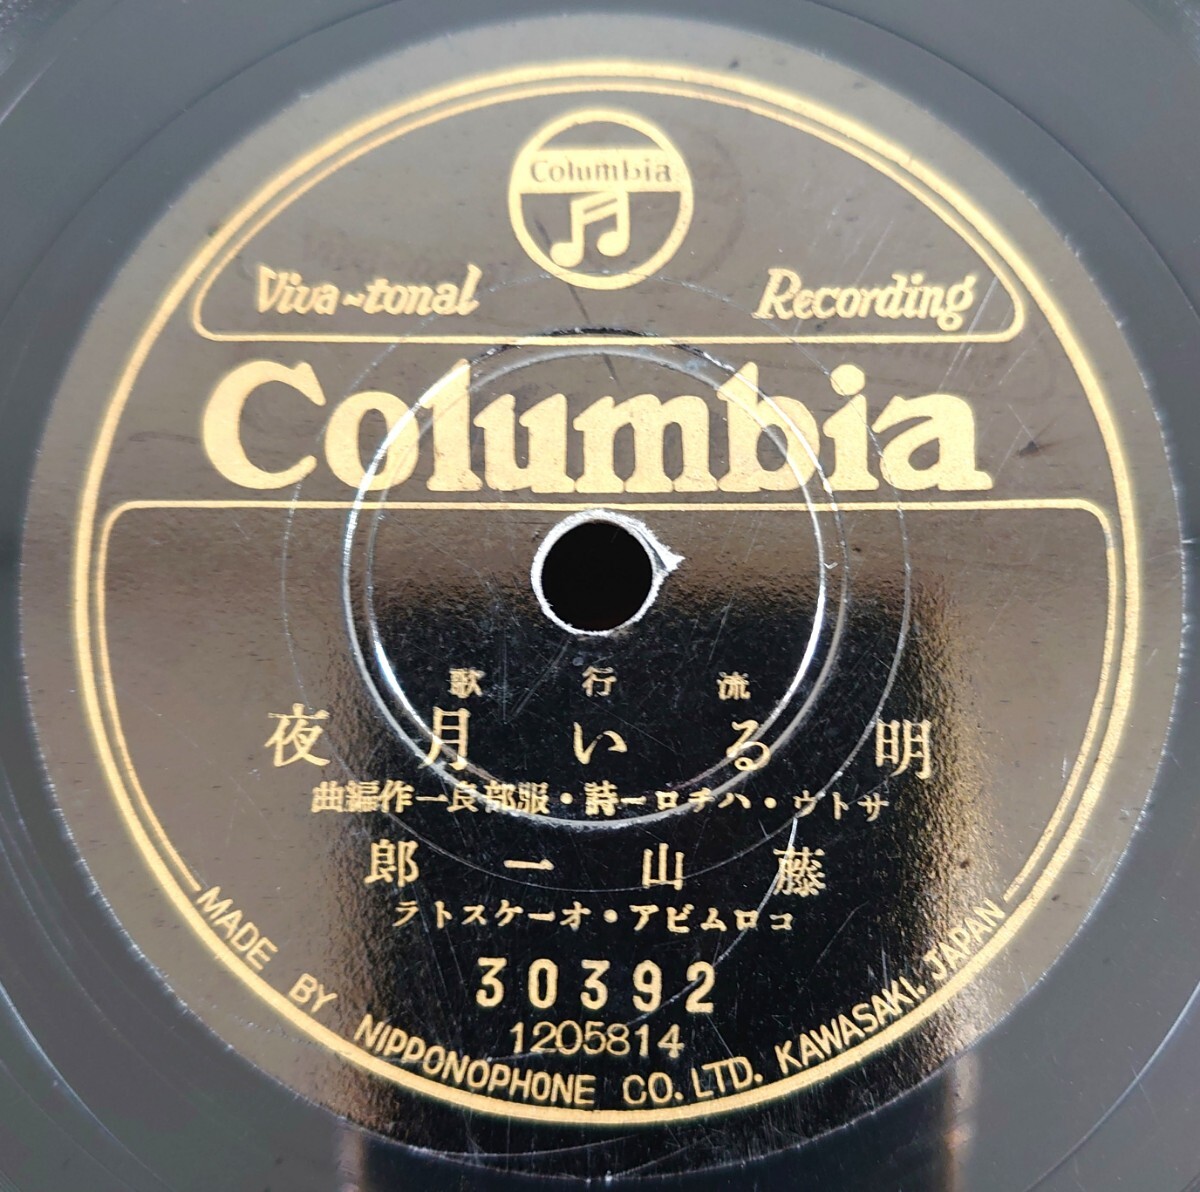 Columbia
Viva-tonal Recording
Columbia
流行歌
明るい月夜
サトウ・ハチロー詩・服部良一作編曲
藤山一郎
コロムビア・オーケストラ
30392
1205814
MADE BY NIPPONOPHONE CO. LTD. KAWASAKI, JAPAN